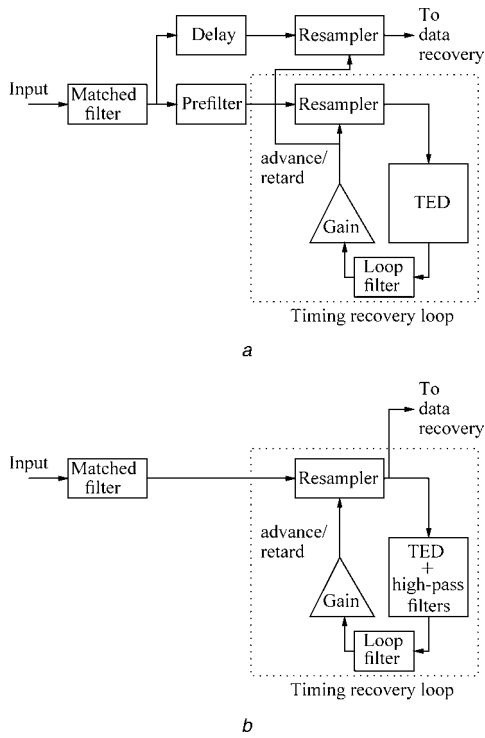 To
data
recovery
Delay
Resampler
Input
Matched
filter
Prefilter
Resampler
advance/
retard
TED
Gain
Loop
filter
Timing recovery loop
a
To
data
recovery
Input
Matched
filter
Resampler
advance/
retard
TED
+
high-pass
filters
Gain
Loop
filter
Timing recovery loop
b